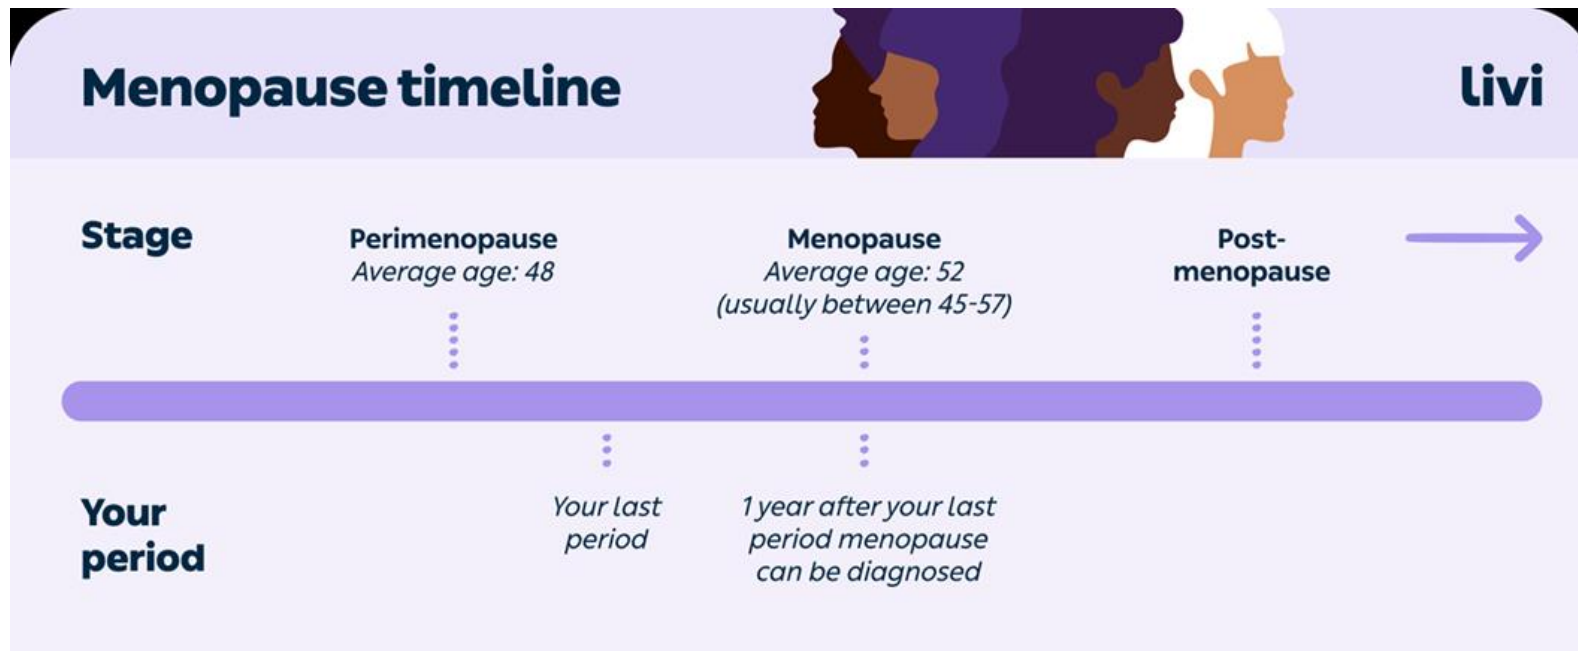 Menopause timeline
livi
Stage
Perimenopause
Average age: 48
Menopause
Average age: 52
(usually between 45-57)
Post-
menopause
Your
period
Your last
period
1 year after your last
period menopause
can be diagnosed